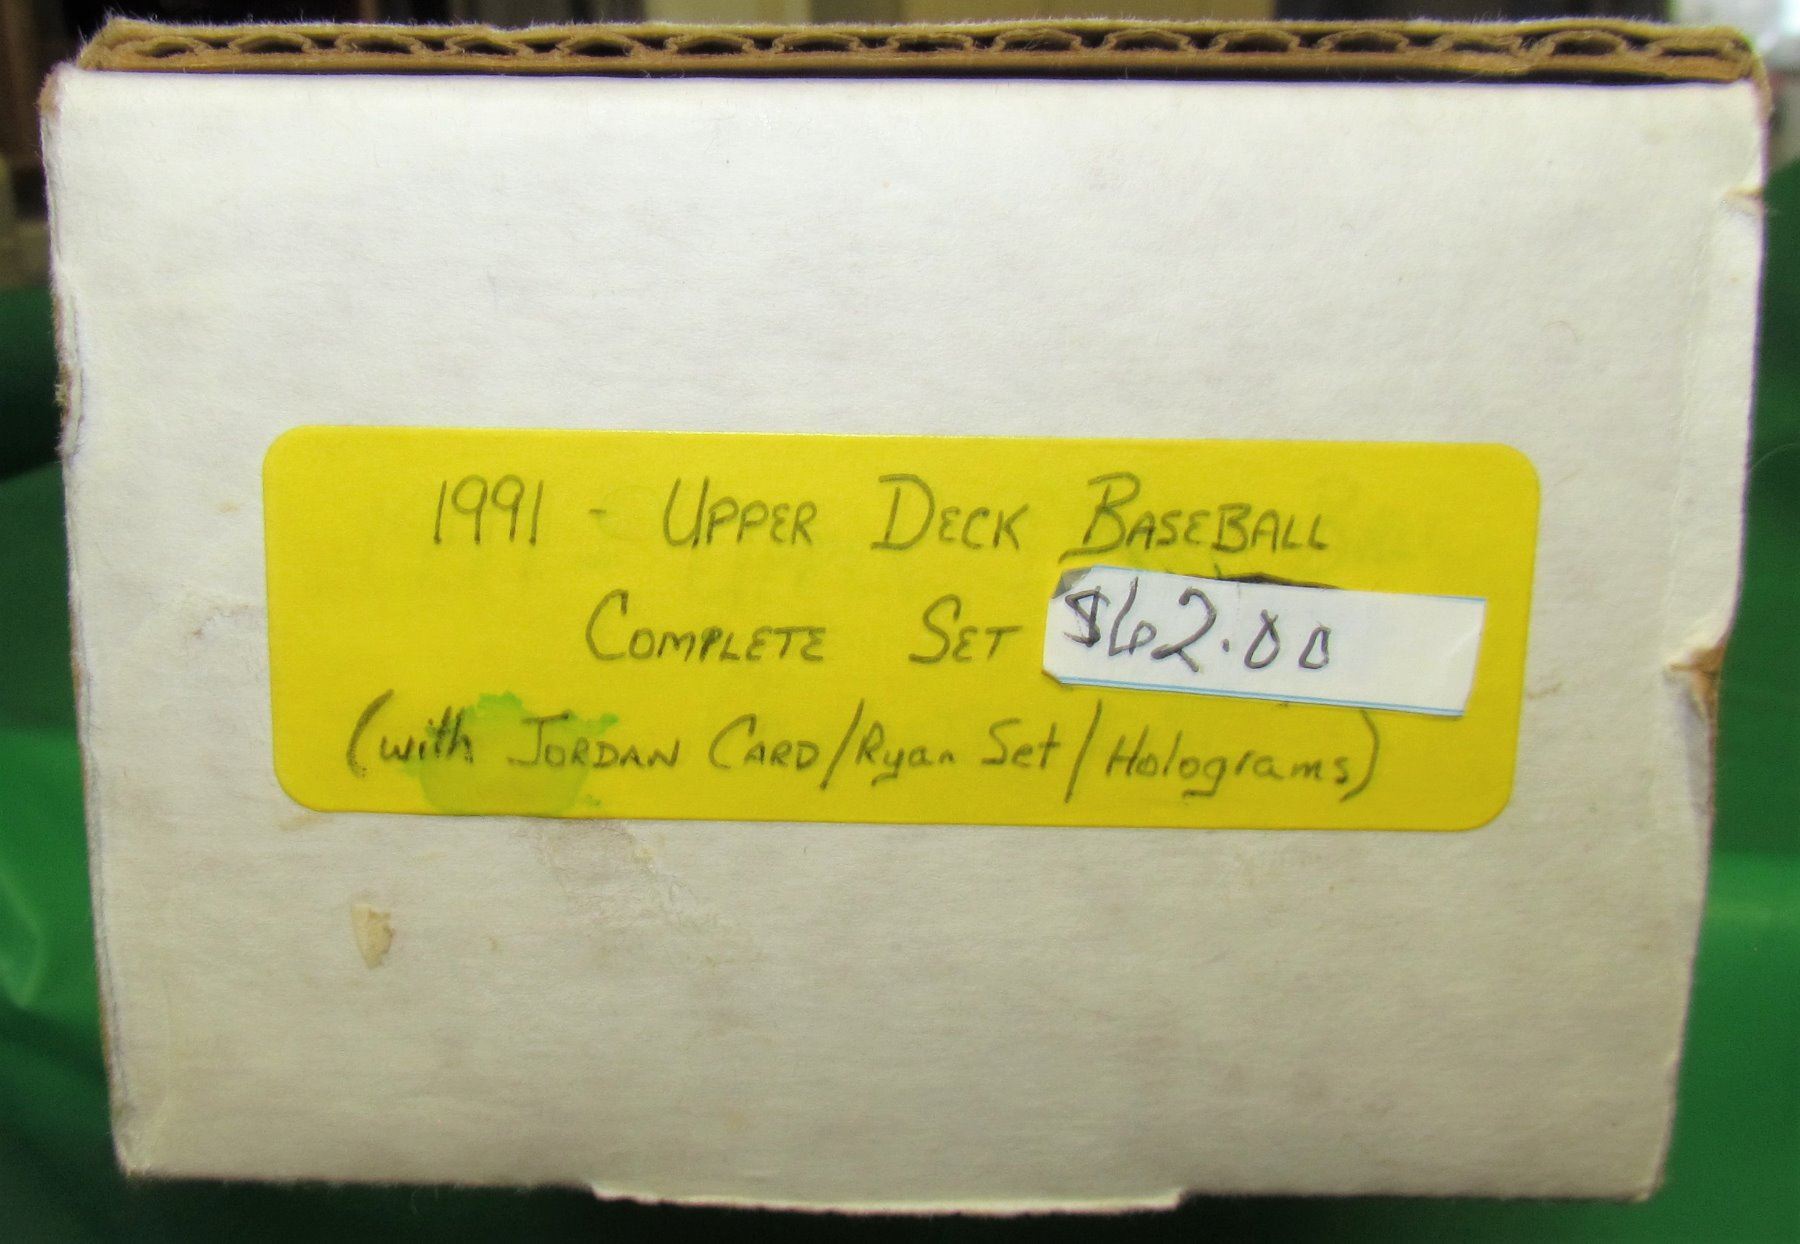 1991 - UPPER DECK BASEBALL
COMPLETE SET $62.00
(with JORDAN CARD/Ryan Set/Holograms)